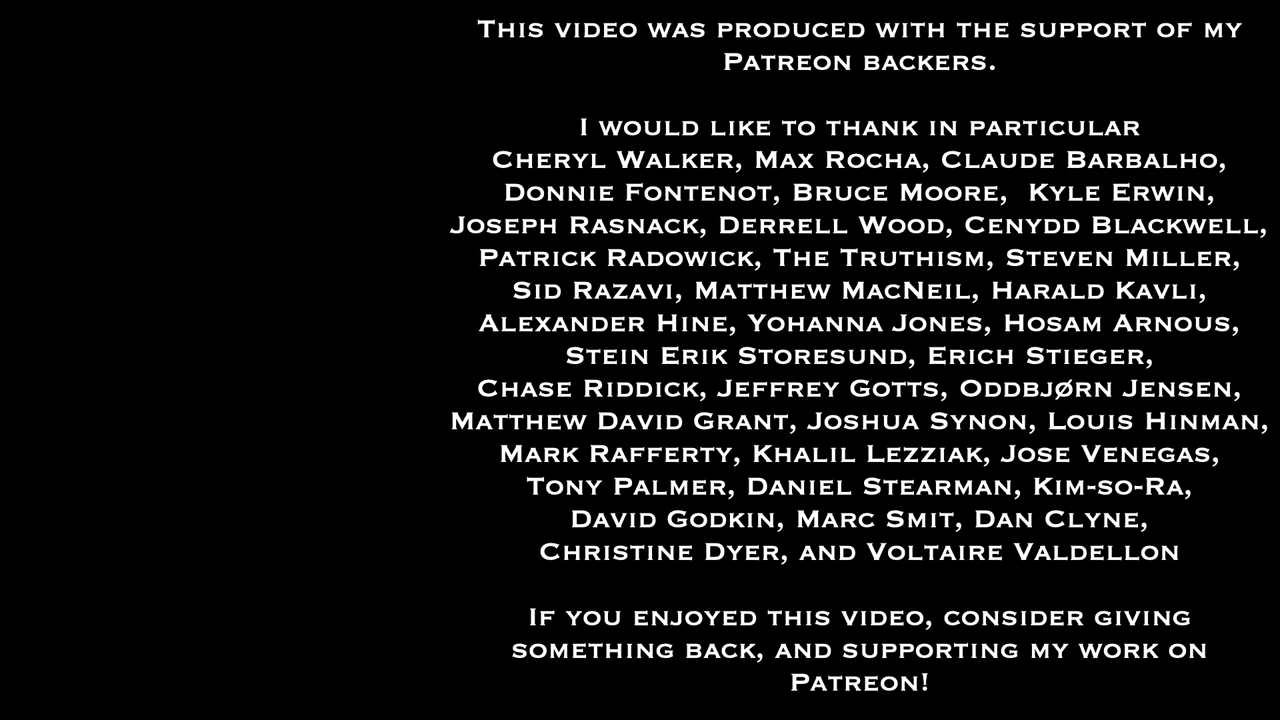 This video was produced with the support of my
Patreon backers.
I would like to thank in particular
Cheryl Walker, Max Rocha, Claude Barbalho,
Donnie Fontenot, Bruce Moore, Kyle Erwin,
Joseph Rasnack, Derrell Wood, Cenydd Blackwell,
Patrick Radowick, The Truthism, Steven Miller,
Sid Razavi, Matthew MacNeil, Harald Kavli,
Alexander Hine, Yohanna Jones, Hosam Arnous,
Stein Erik Storesund, Erich Stieger,
Chase Riddick, Jeffrey Gotts, Oddbjørn Jensen,
Matthew David Grant, Joshua Synon, Louis Hinman,
Mark Rafferty, Khalil Lezziak, Jose Venegas,
Tony Palmer, Daniel Stearman, Kim-so-Ra,
David Godkin, Marc Smit, Dan Clyne,
Christine Dyer, and Voltaire Valdellon
If you enjoyed this video, consider giving
something back, and supporting my work on
Patreon!